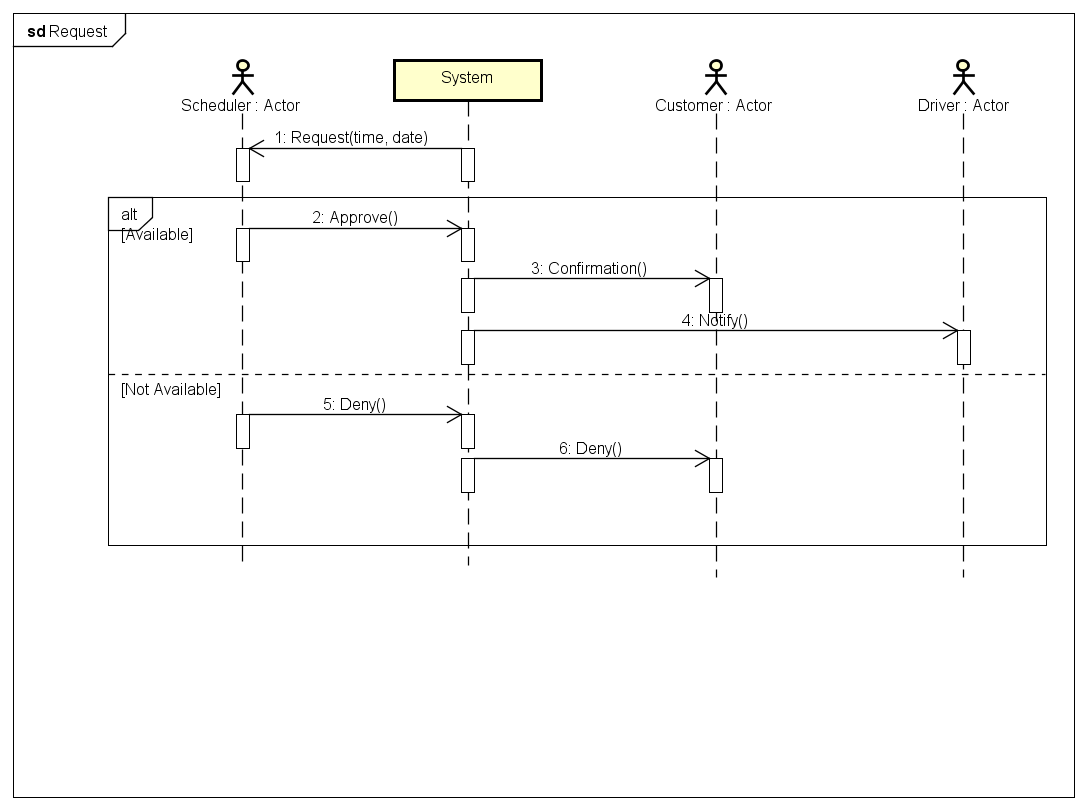 sd Request
System
Scheduler : Actor
Customer : Actor
Driver : Actor
1: Request(time, date)
alt
[Available]
2: Approve()
3: Confirmation()
4: Notify()
[Not Available]
5: Deny()
6: Deny()